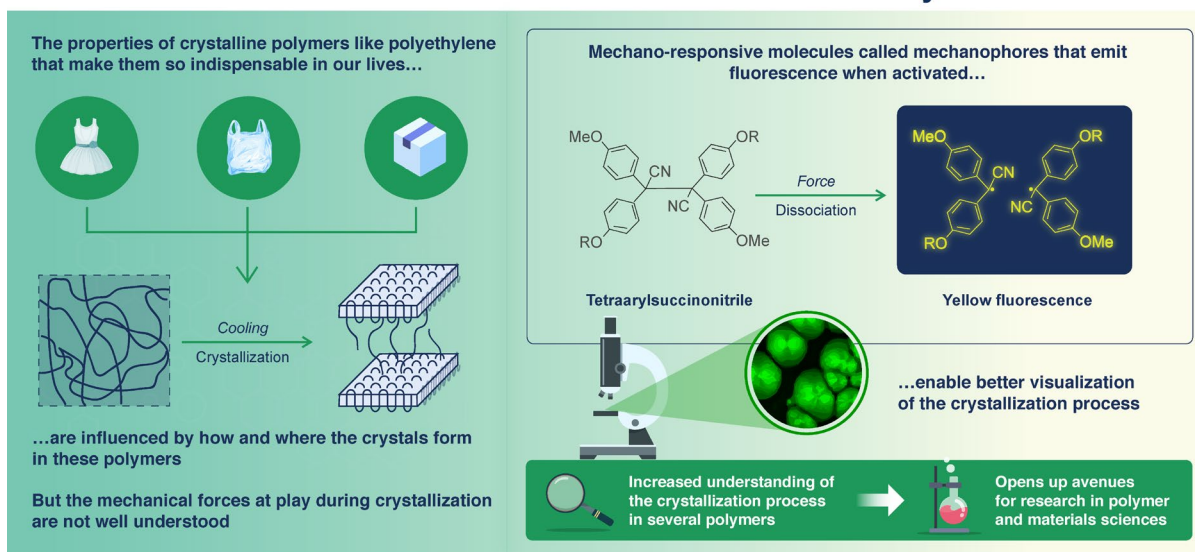 The properties of crystalline polymers like polyethylene
that make them so indispensable in our lives…
Cooling
Crystallization
…are influenced by how and where the crystals form
in these polymers
But the mechanical forces at play during crystallization
are not well understood
Mechano-responsive molecules called mechanophores that emit
fluorescence when activated…
MeO
OR
CN
NC
RO
OMe
Force
Dissociation
MeO
OR
CN
NC
RO
OMe
Tetraarylsuccinonitrile
Yellow fluorescence
…enable better visualization
of the crystallization process
Increased understanding of
the crystallization process
in several polymers
Opens up avenues
for research in polymer
and materials sciences